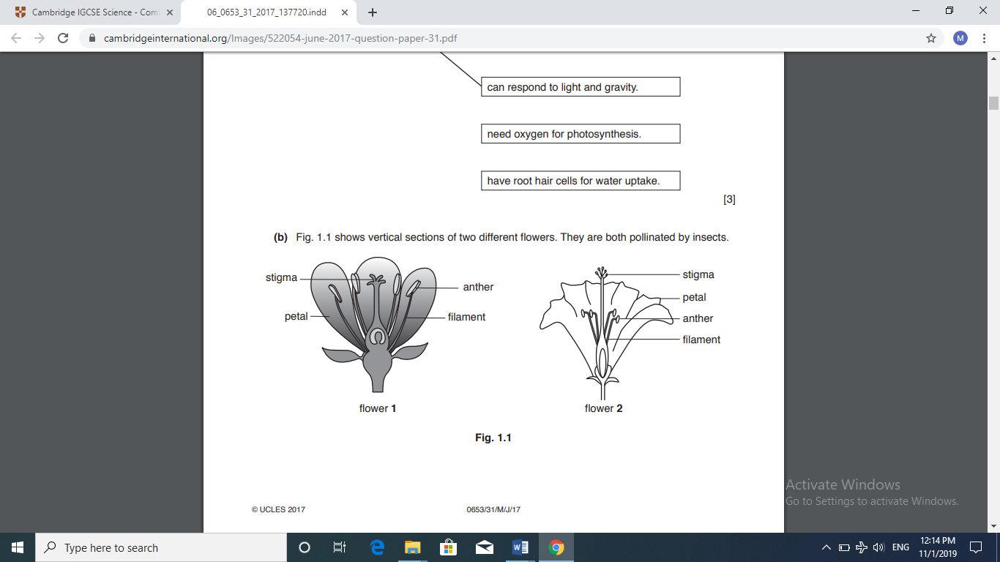 Cambridge IGCSE Science - Com
06_0653_31_2017_137720.indd
cambridgeinternational.org/Images/522054-june-2017-question-paper-31.pdf
M
can respond to light and gravity.
need oxygen for photosynthesis.
have root hair cells for water uptake.
[3]
(b) Fig. 1.1 shows vertical sections of two different flowers. They are both pollinated by insects.
stigma
anther
petal
filament
flower 1
stigma
petal
anther
filament
flower 2
Fig. 1.1
© UCLES 2017
0653/31/M/J/17
Activate Windows
Go to Settings to activate Windows.
Type here to search
ENG
12:14 PM
11/1/2019